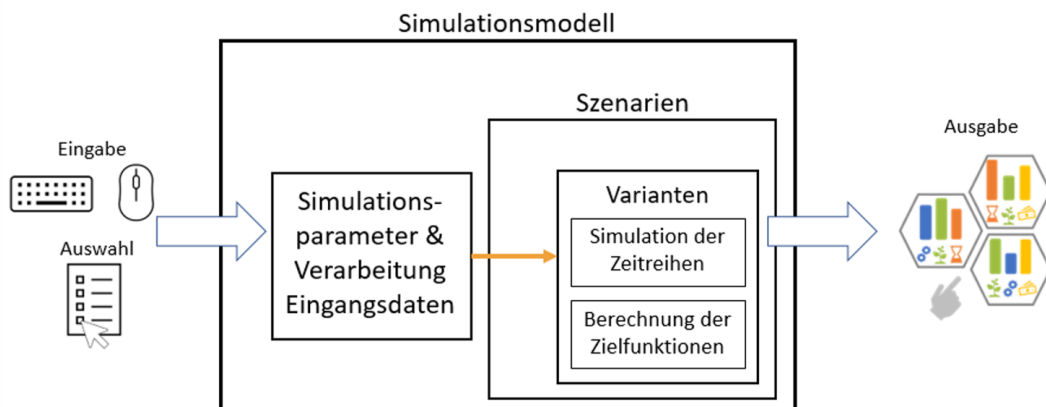 Simulationsmodell
Szenarien
Eingabe
Auswahl
Simulations-
parameter &
Verarbeitung
Eingangsdaten
Varianten
Simulation der
Zeitreihen
Berechnung der
Zielfunktionen
Ausgabe